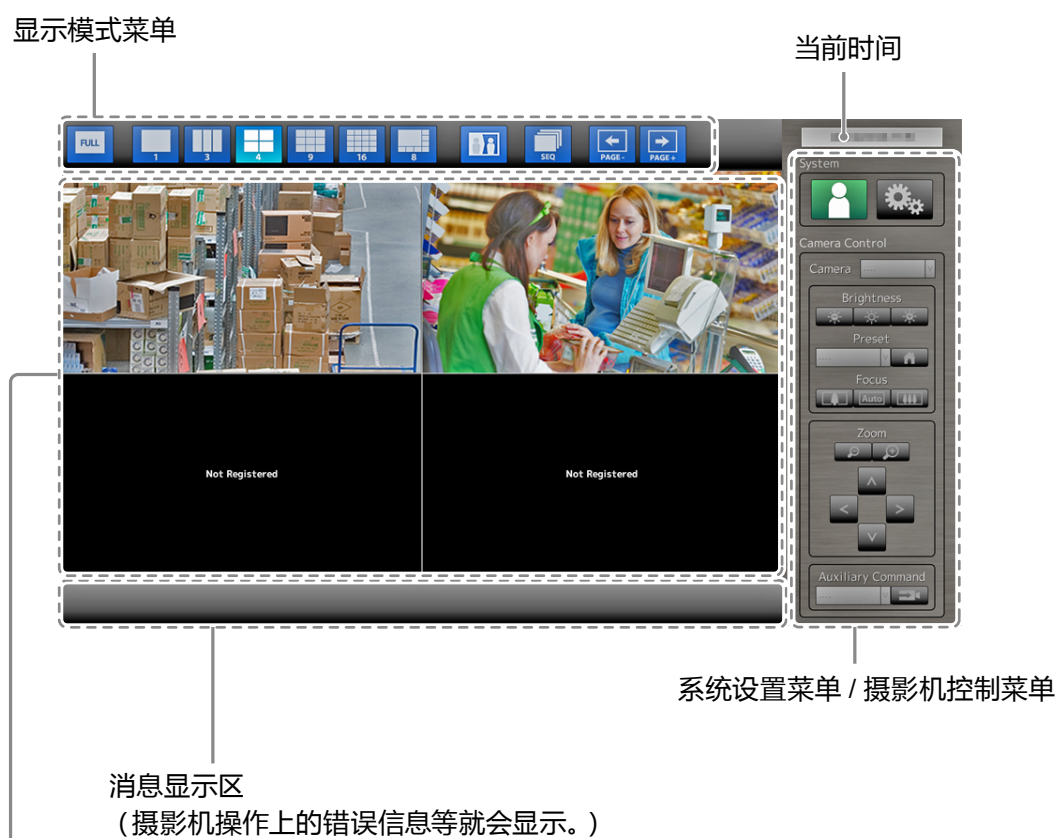 显示模式菜单
当前时间
FULL
1
3
4
9
16
8
SEQ
PAGE -
PAGE +
System
Camera Control
Camera ----
Brightness
Preset
----
Focus
Auto
Zoom
Not Registered
Not Registered
Auxiliary Command
----
系统设置菜单 / 摄影机控制菜单
消息显示区
（摄影机操作上的错误信息等就会显示。）